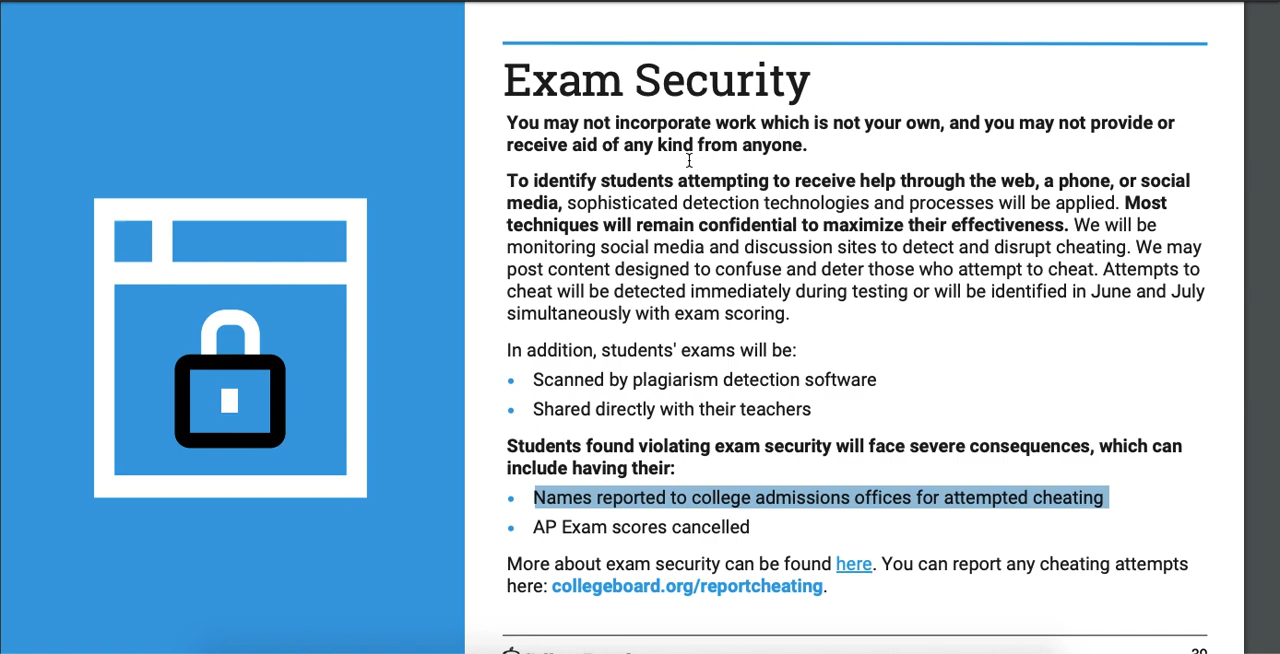 Exam Security
You may not incorporate work which is not your own, and you may not provide or
receive aid of any kind from anyone.
To identify students attempting to receive help through the web, a phone, or social
media, sophisticated detection technologies and processes will be applied. Most
techniques will remain confidential to maximize their effectiveness. We will be
monitoring social media and discussion sites to detect and disrupt cheating. We may
post content designed to confuse and deter those who attempt to cheat. Attempts to
cheat will be detected immediately during testing or will be identified in June and July
simultaneously with exam scoring.
In addition, students' exams will be:
• Scanned by plagiarism detection software
• Shared directly with their teachers
Students found violating exam security will face severe consequences, which can
include having their:
• Names reported to college admissions offices for attempted cheating
• AP Exam scores cancelled
More about exam security can be found here. You can report any cheating attempts
here: collegeboard.org/reportcheating.